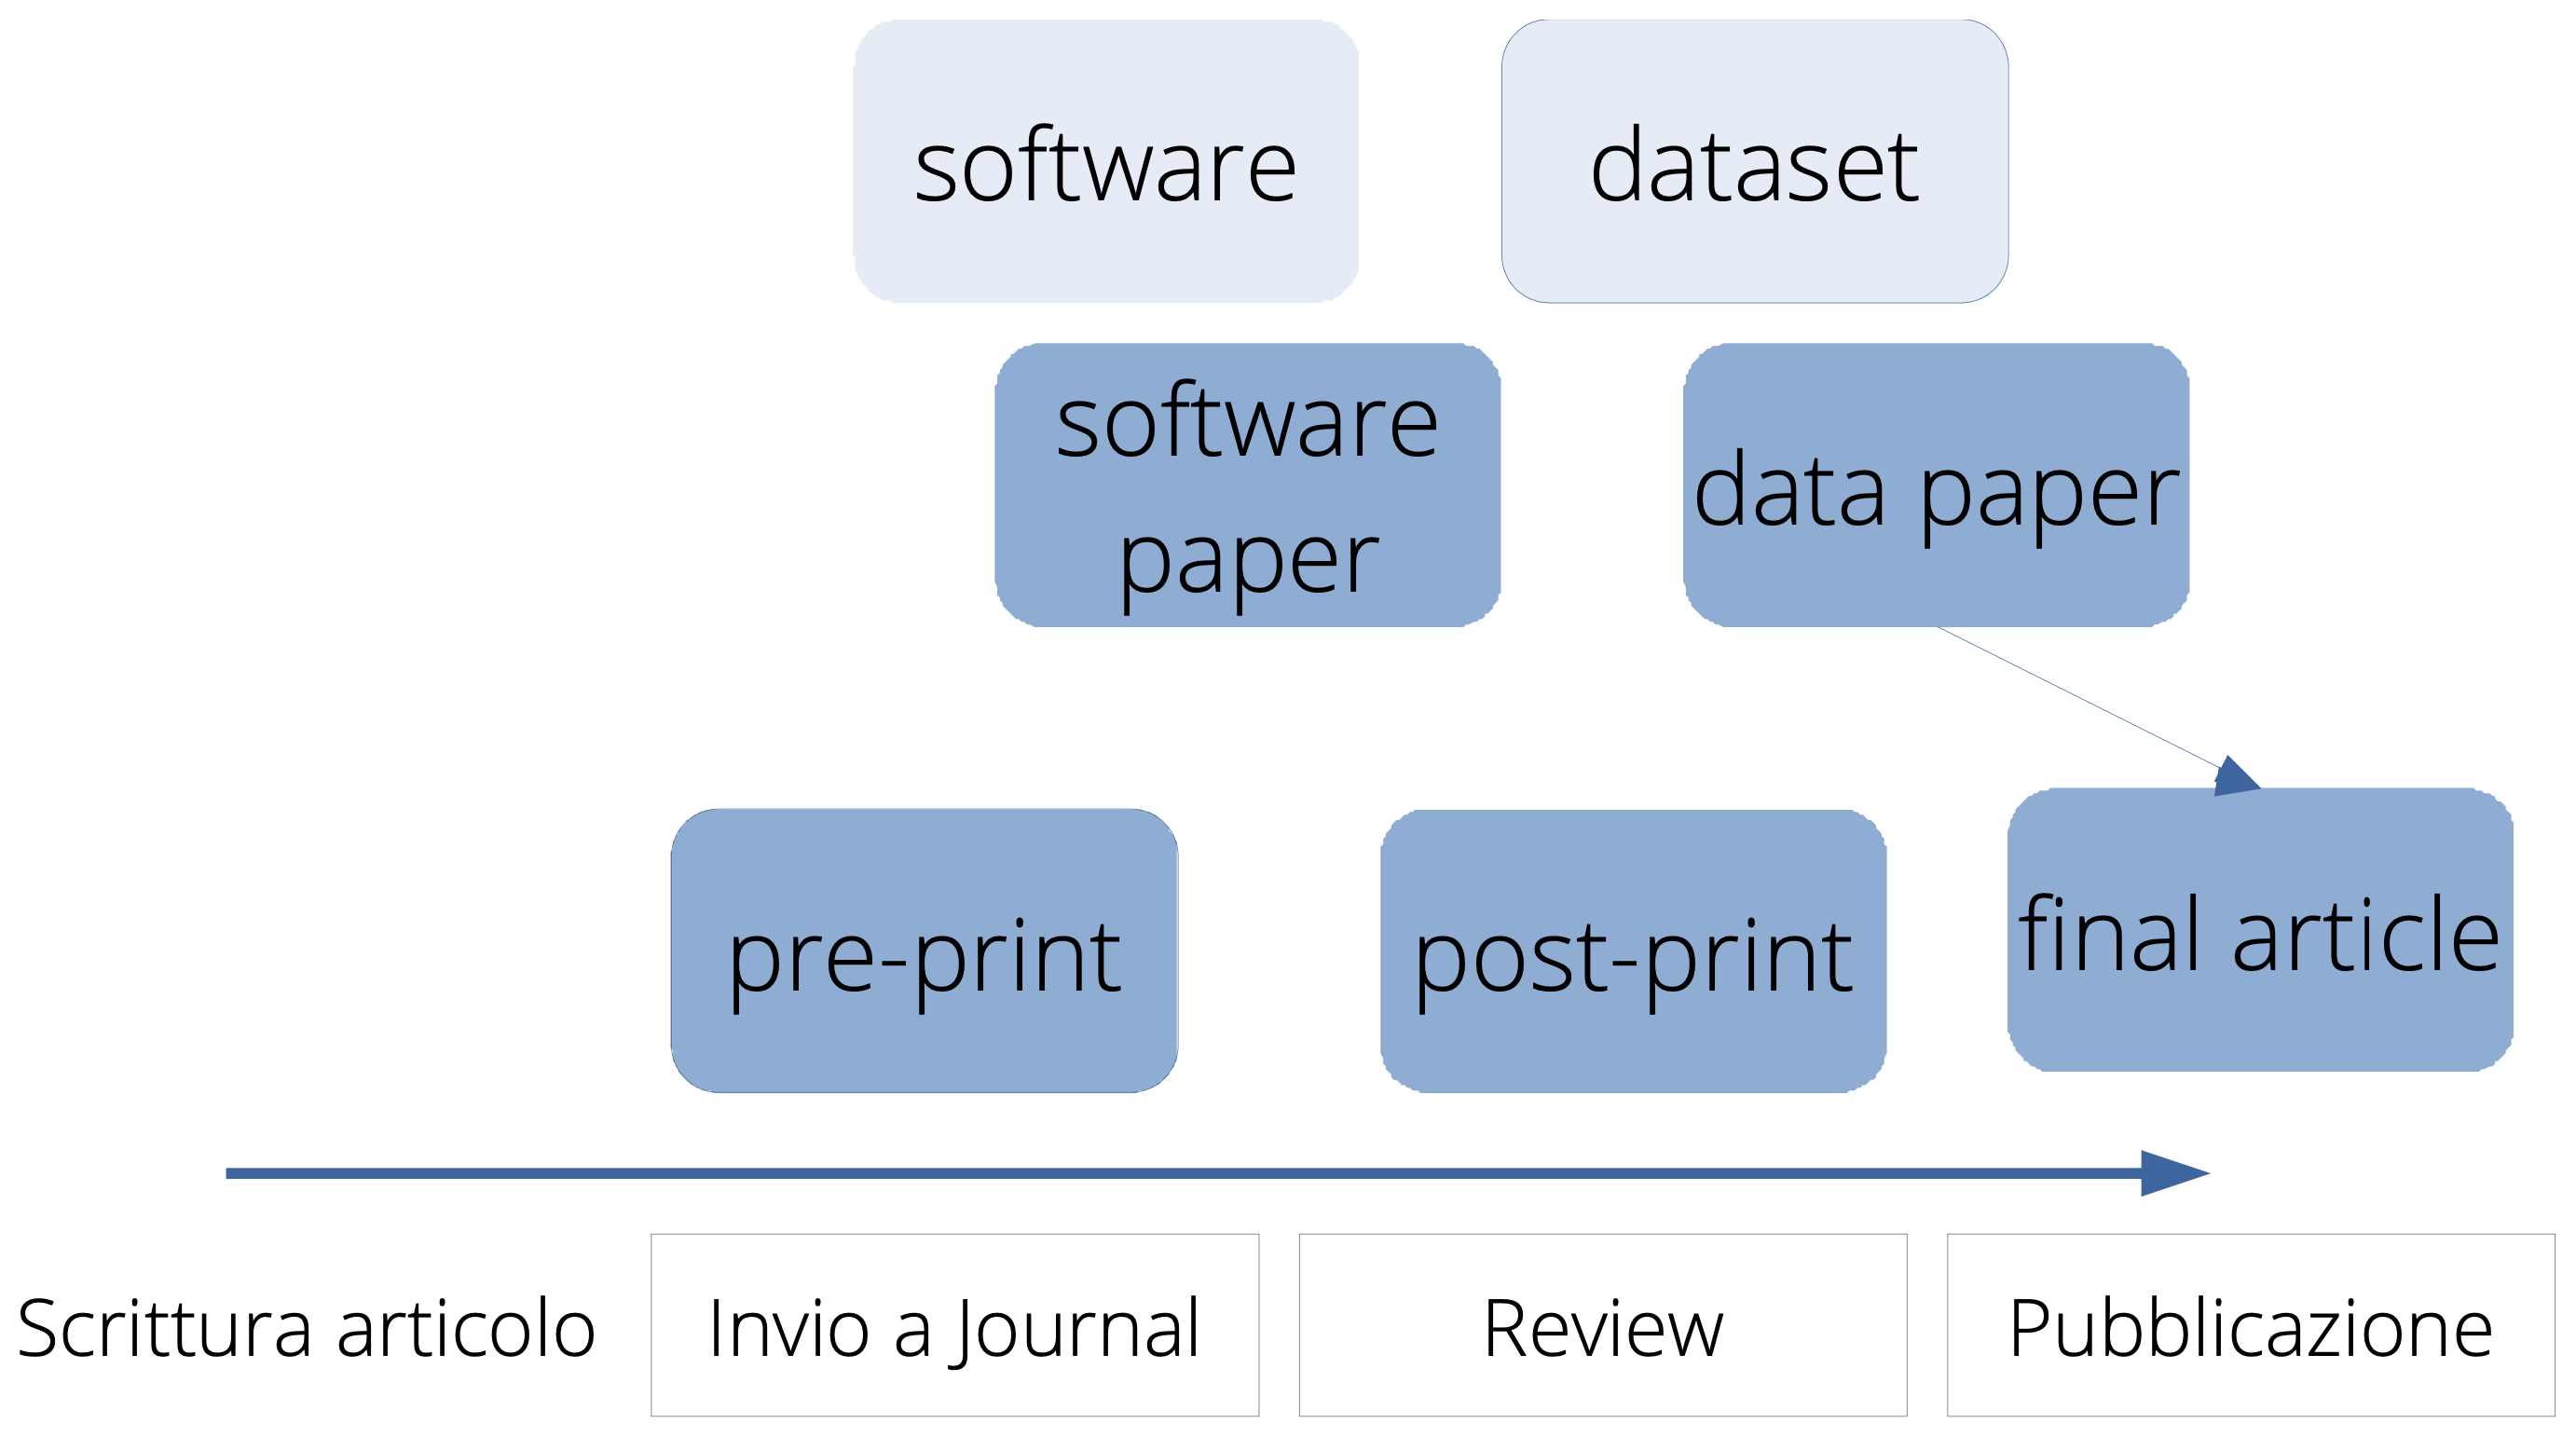 software
dataset
software
paper
data paper
pre-print
post-print
final article
Scrittura articolo
Invio a Journal
Review
Pubblicazione